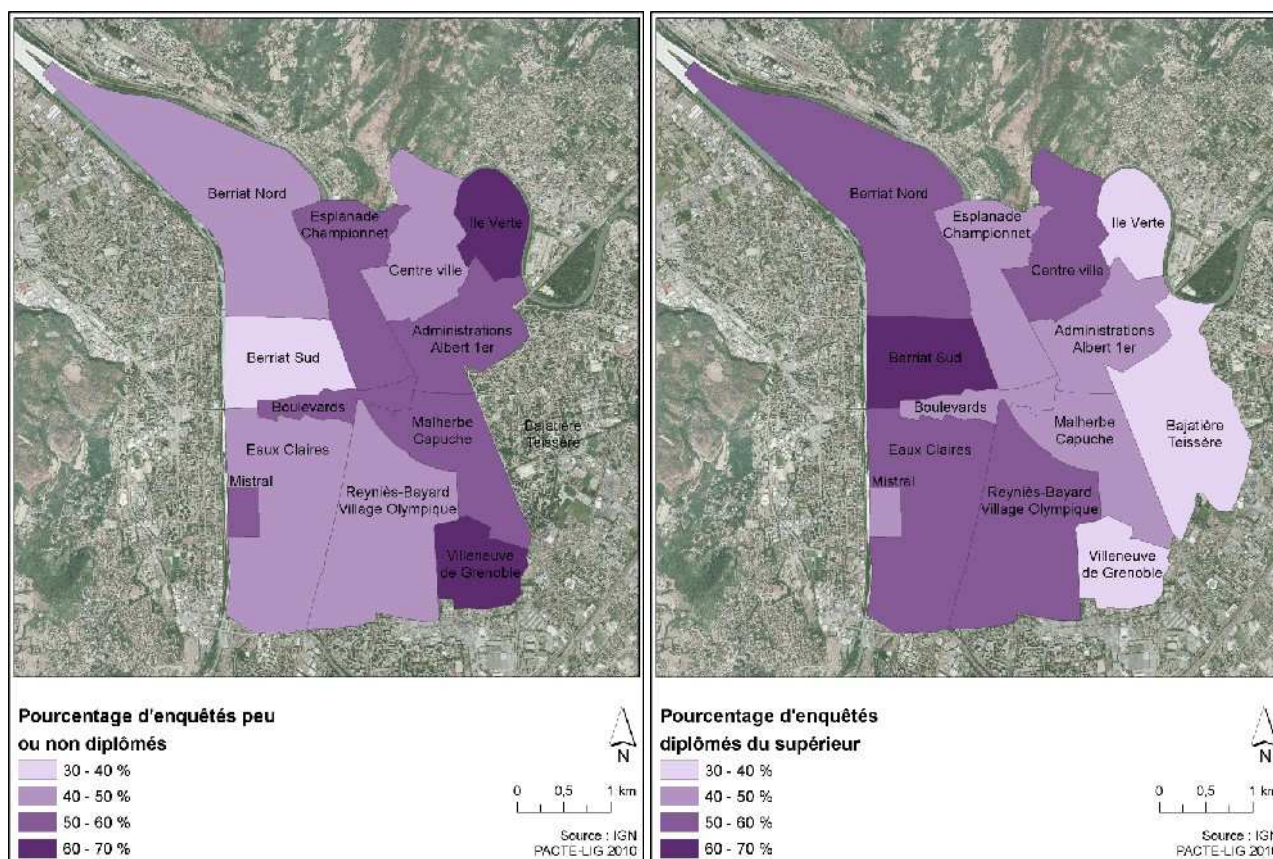 Berriat Nord
Esplanade
Championnet
Ile Verte
Centre ville
Administrations
Albert 1er
Berriat Sud
Boulevards
Malherbe
Capuche
Bajatière
Teissère
Eaux Claires
Mistral
Reyniès-Bayard
Village Olympique
Villeneuve
de Grenoble
Pourcentage d'enquêtés peu
ou non diplômés
30 - 40 %
40 - 50 %
50 - 60 %
60 - 70 %
N
0 0,5 1 km
Source : IGN
PACTE-LIG 2010
Berriat Nord
Esplanade
Championnet
Ile Verte
Centre ville
Administrations
Albert 1er
Berriat Sud
Boulevards
Malherbe
Capuche
Bajatière
Teissère
Eaux Claires
Mistral
Reyniès-Bayard
Village Olympique
Villeneuve
de Grenoble
Pourcentage d'enquêtés
diplômés du supérieur
30 - 40 %
40 - 50 %
50 - 60 %
60 - 70 %
N
0 0,5 1 km
Source : IGN
PACTE-LIG 2010